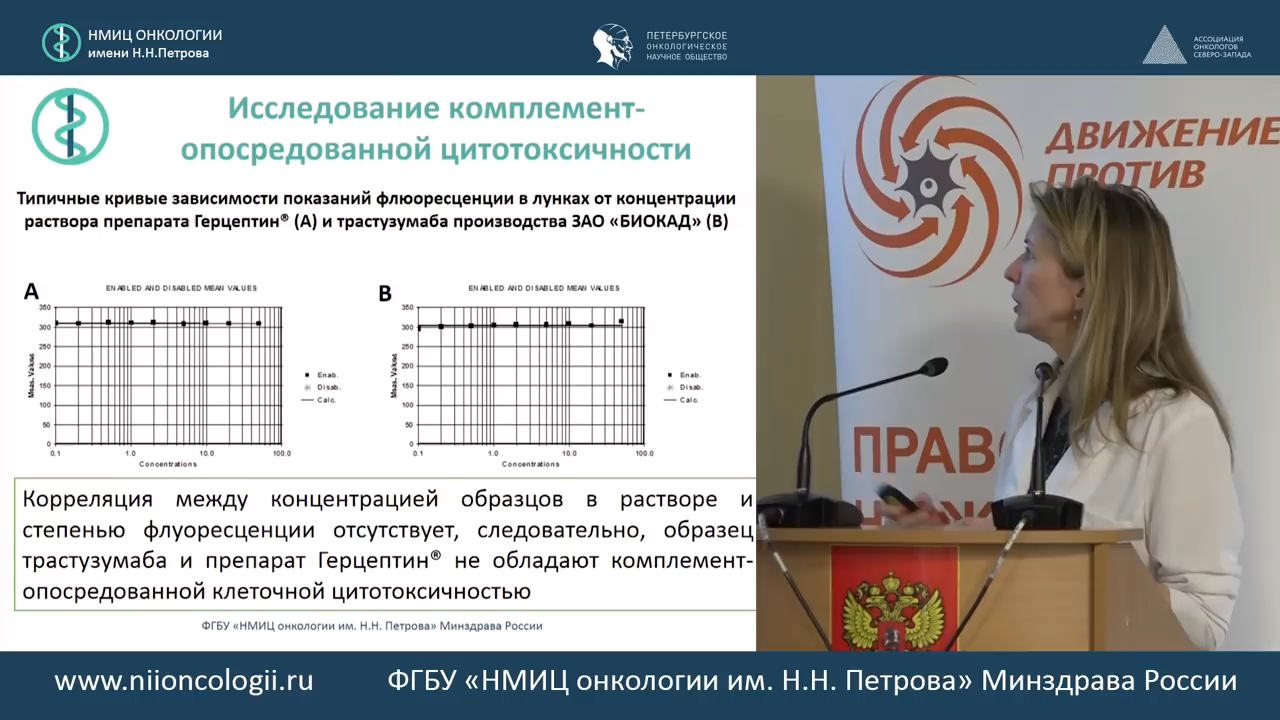 НМИЦ ОНКОЛОГИИ
имени Н.Н.Петрова
ПЕТЕРБУРГСКОЕ
ОНКОЛОГИЧЕСКОЕ
НАУЧНОЕ ОБЩЕСТВО
АССОЦИАЦИЯ
ОНКОЛОГОВ
СЕВЕРО-ЗАПАДА
Исследование комплемент-
опосредованной цитотоксичности
Типичные кривые зависимости показаний флюоресценции в лунках от концентрации
раствора препарата Герцептин® (А) и трастузумаба производства ЗАО «БИОКАД» (В)
A
ENABLED AND DISABLED MEAN VALUES
Meas. Values
350
300
250
200
150
100
50
0
0.1
1.0
10.0
100.0
Concentrations
Enab.
Disab.
Calc.
B
ENABLED AND DISABLED MEAN VALUES
Meas. Values
350
300
250
200
150
100
50
0
0.1
1.0
10.0
100.0
Concentrations
Enab.
Disab.
Calc.
Корреляция между концентрацией образцов в растворе и
степенью флуоресценции отсутствует, следовательно, образец
трастузумаба и препарат Герцептин® не обладают комплемент-
опосредованной клеточной цитотоксичностью
ФГБУ «НМИЦ онкологии им. Н.Н. Петрова» Минздрава России
ДВИЖЕНИЕ
ПРОТИВ
www.niioncologii.ru
ФГБУ «НМИЦ онкологии им. Н.Н. Петрова» Минздрава России